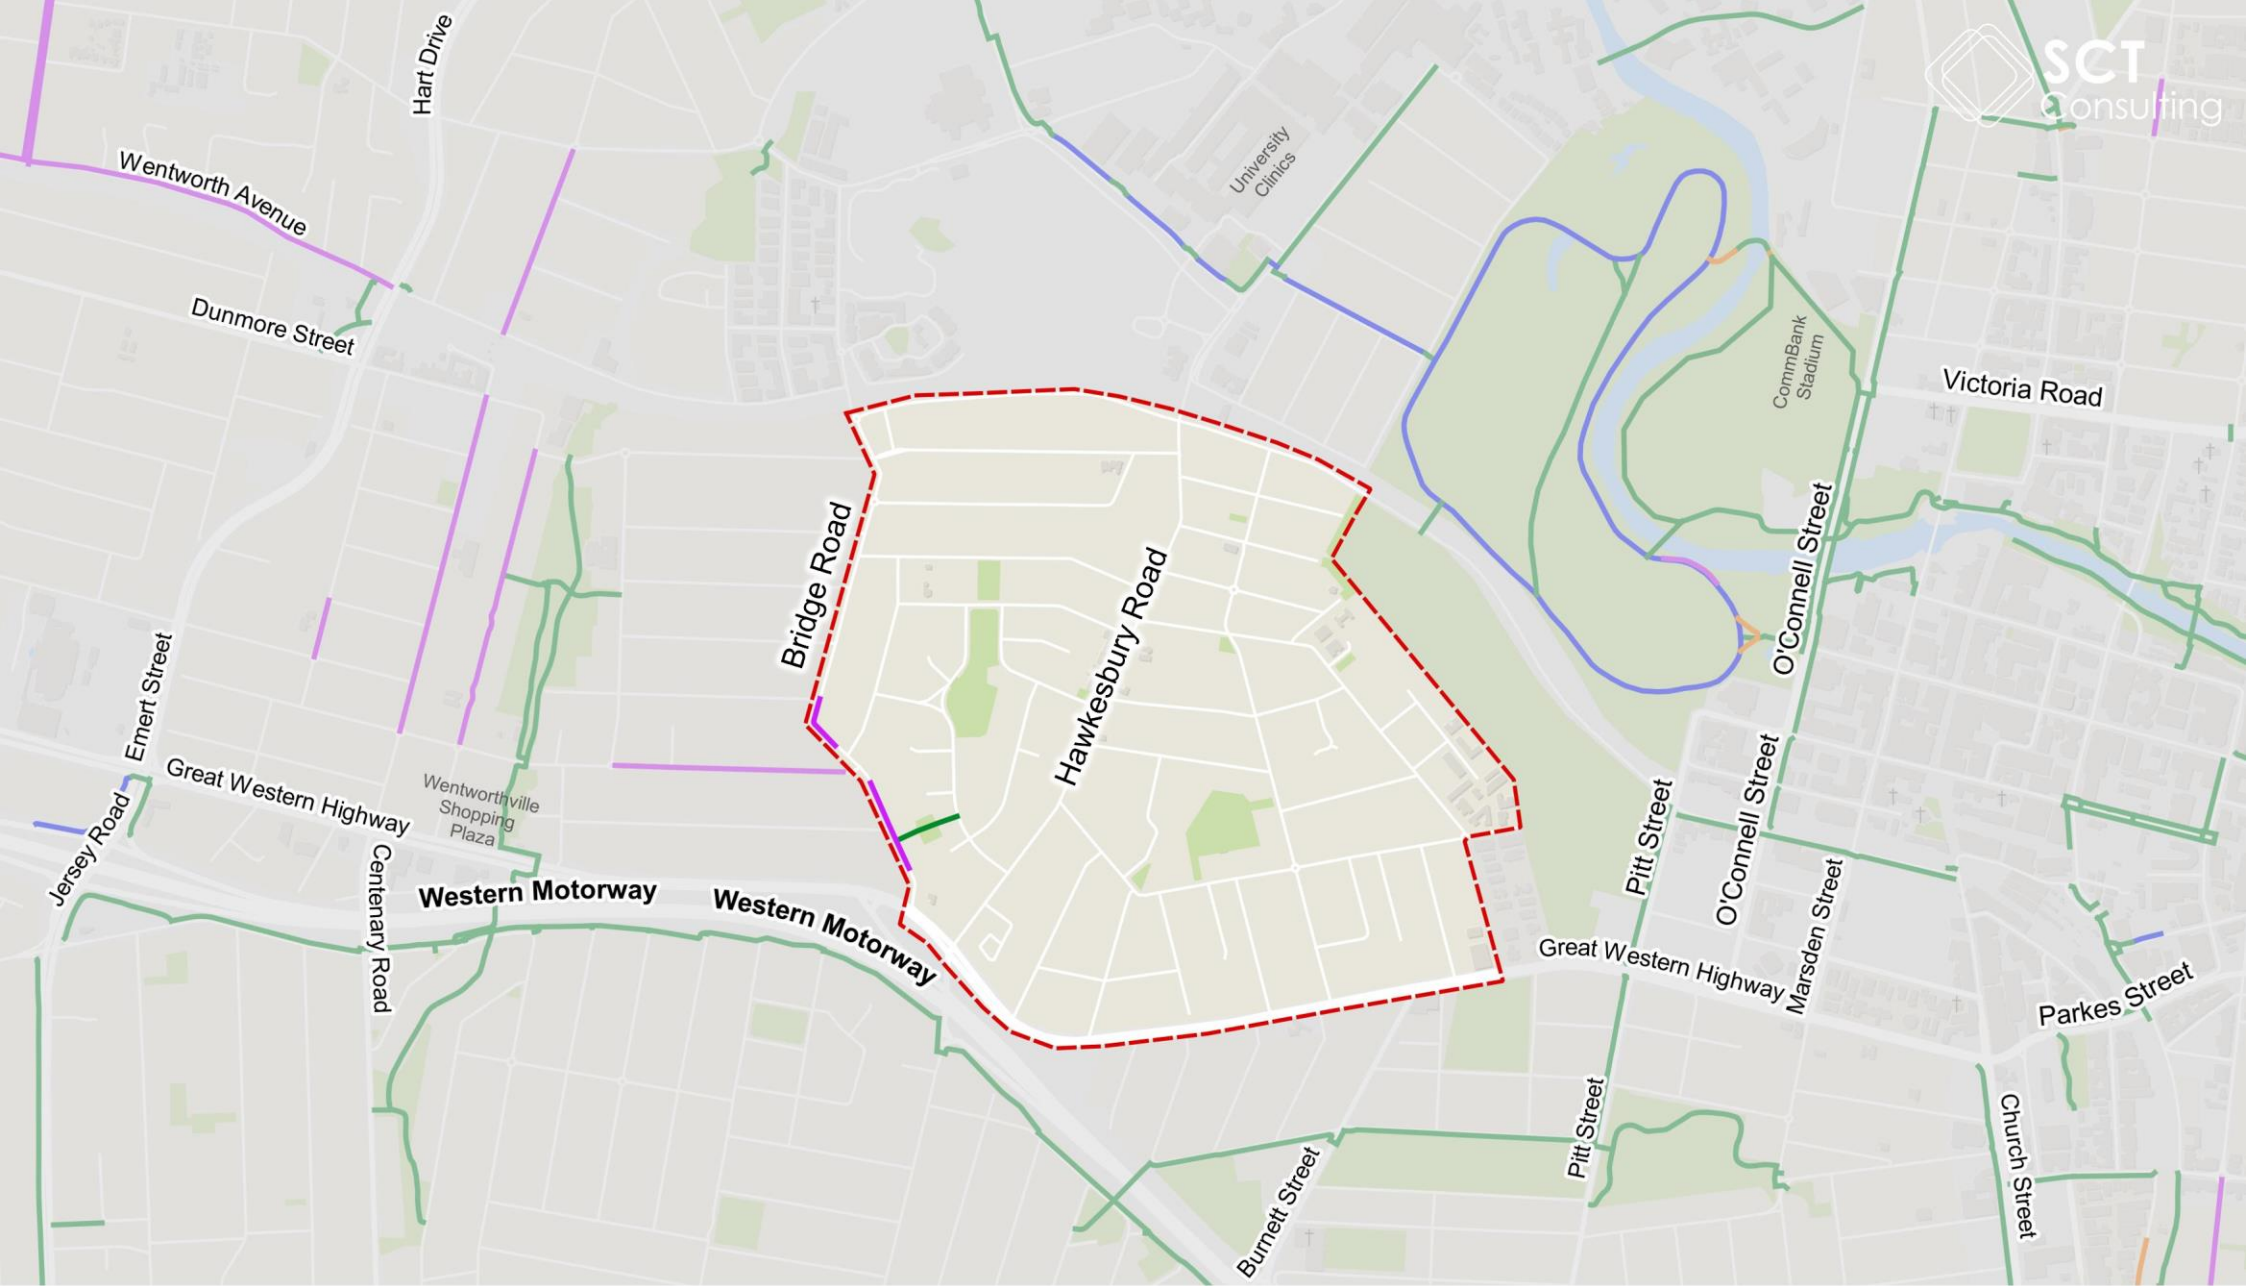 Hart Drive
SCT
Consulting
University
Clinics
Wentworth Avenue
Dunmore Street
CommBank
Stadium
Victoria Road
Bridge Road
O'Connell Street
Hawkesbury Road
Emert Street
Great Western Highway
Wentworthville
Shopping
Plaza
Pitt Street
O'Connell Street
Jersey Road
Centenary Road
Western Motorway
Western Motorway
Marsden Street
Great Western Highway
Parkes Street
Pitt Street
Church Street
Burnett Street